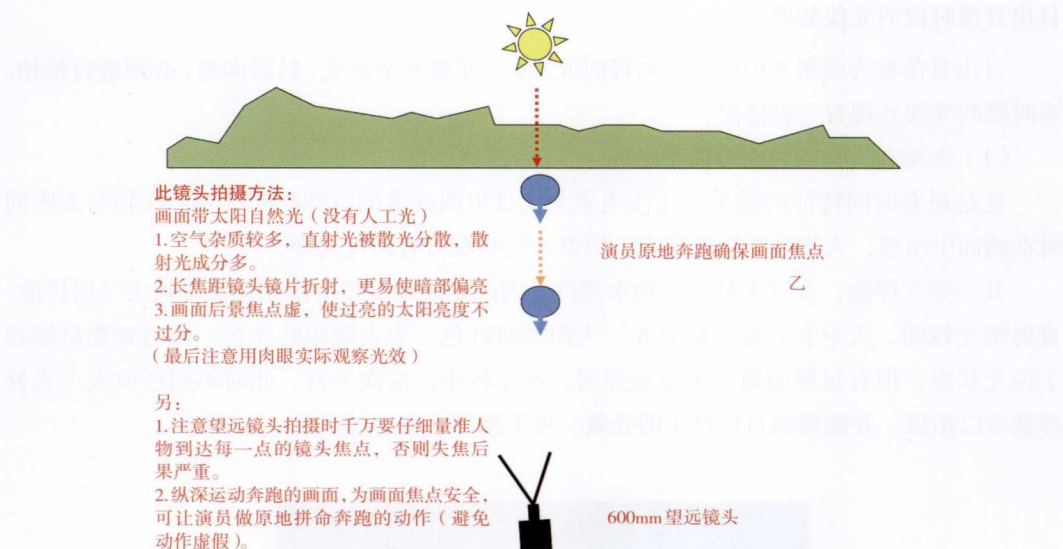 此镜头拍摄方法：
画面带太阳自然光（没有人工光）
1.空气杂质较多，直射光被散光分散，散
射光成分多。
2.长焦距镜头镜片折射，更易使暗部偏亮
3.画面后景焦点虚，使过亮的太阳亮度不
过分。
（最后注意用肉眼实际观察光效）
另：
1.注意望远镜头拍摄时千万要仔细量准人
物到达每一点的镜头焦点，否则失焦后
果严重。
2.纵深运动奔跑的画面，为画面焦点安全，
可让演员做原地拼命奔跑的动作（避免
动作虚假）。
演员原地奔跑确保画面焦点
乙
600mm望远镜头